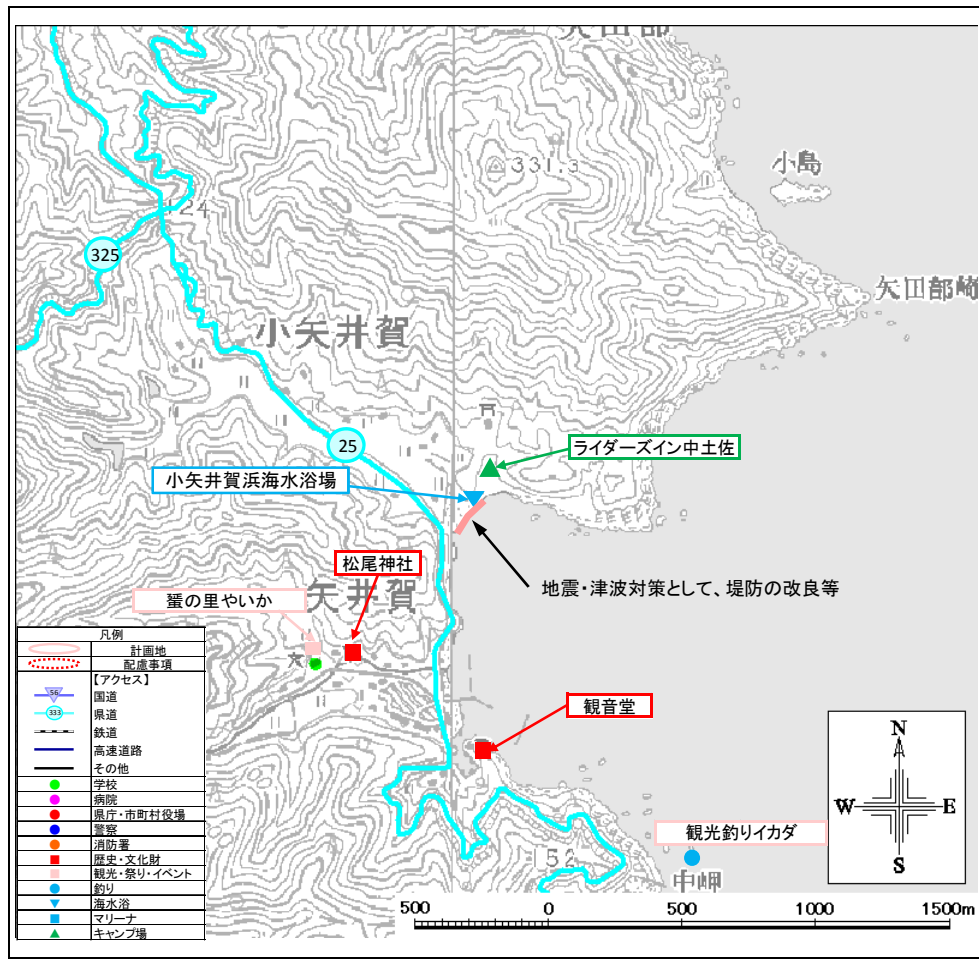 矢田部
331.3
小島
124
325
矢田部崎
小矢井賀
25
ライダーズイン中土佐
小矢井賀浜海水浴場
松尾神社
地震・津波対策として、堤防の改良等
蜑の里やいか
矢井賀
文
観音堂
観光釣りイカダ
152
中岬
凡例
計画地
配慮事項
【アクセス】
56 国道
333 県道
鉄道
高速道路
その他
学校
病院
県庁・市町村役場
警察
消防署
歴史・文化財
観光・祭り・イベント
釣り
海水浴
マリーナ
キャンプ場
N
W E
S
500 0 500 1000 1500m